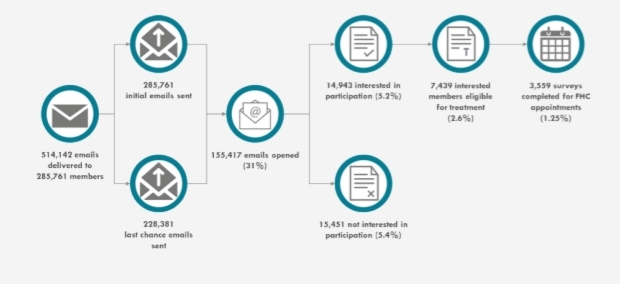 285,761
initial emails sent
14,943 interested in
participation (5.2%)
7,439 interested
members eligible
for treatment
(2.6%)
3,559 surveys
completed for FHC
appointments
(1.25%)
514,142 emails
delivered to
285,761 members
155,417 emails opened
(31%)
228,381
last chance emails
sent
15,451 not interested in
participation (5.4%)
T
@